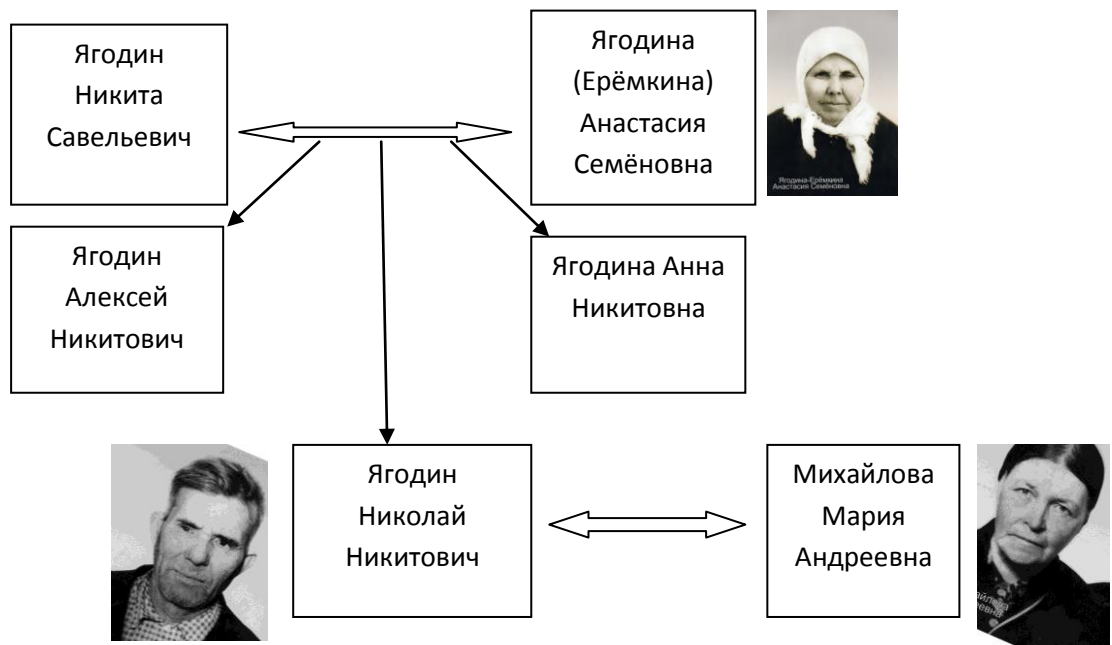 Ягодин
Никита
Савельевич
Ягодина
(Ерёмкина)
Анастасия
Семёновна
Ягодина-Ерёмкина
Анастасия Семёновна
Ягодин
Алексей
Никитович
Ягодина Анна
Никитовна
Ягодин
Николай
Никитович
Михайлова
Мария
Андреевна